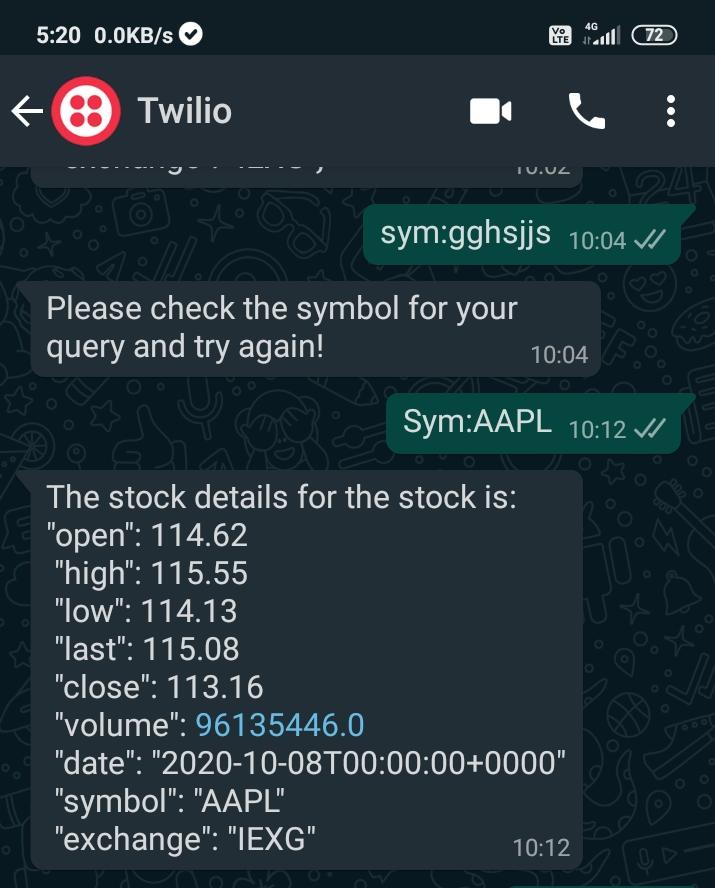 5:20 0.0KB/s
Vo LTE 4G 72
Twilio
10:02
sym:gghsjjs 10:04
Please check the symbol for your
query and try again! 10:04
Sym:AAPL 10:12
The stock details for the stock is:
"open": 114.62
"high": 115.55
"low": 114.13
"last": 115.08
"close": 113.16
"volume": 96135446.0
"date": "2020-10-08T00:00:00+0000"
"symbol": "AAPL"
"exchange": "IEXG"
10:12